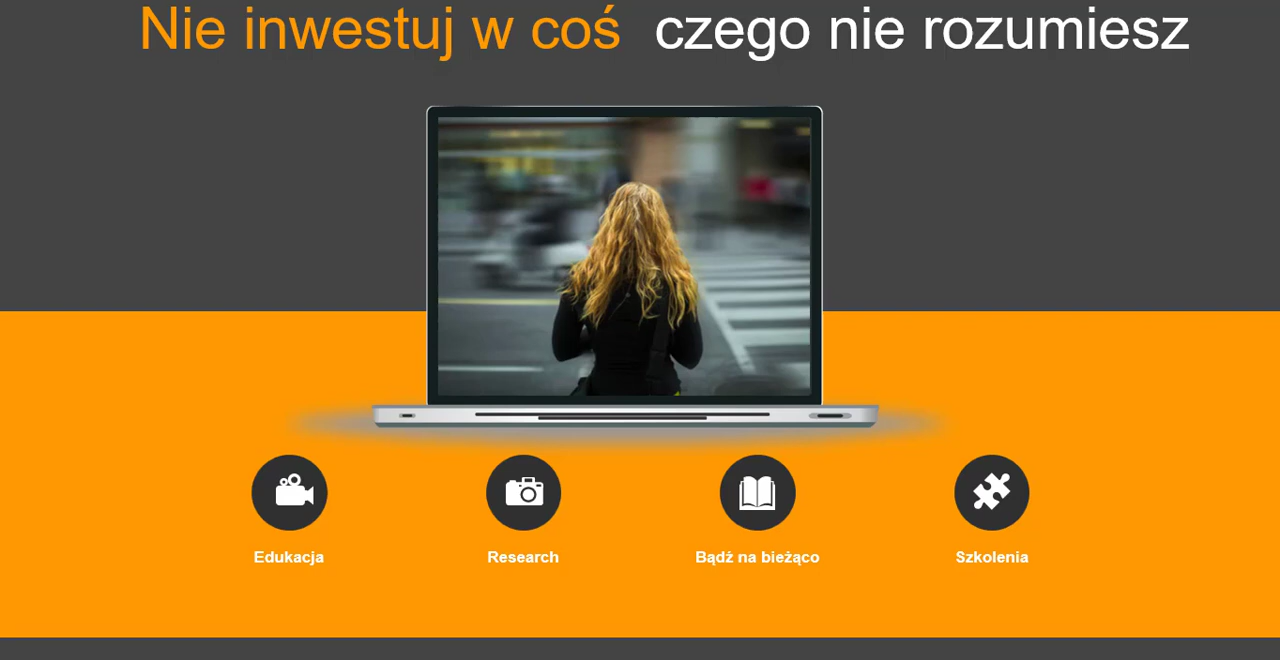 Nie inwestuj w coś czego nie rozumiesz
Edukacja
Research
Bądź na bieżąco
Szkolenia